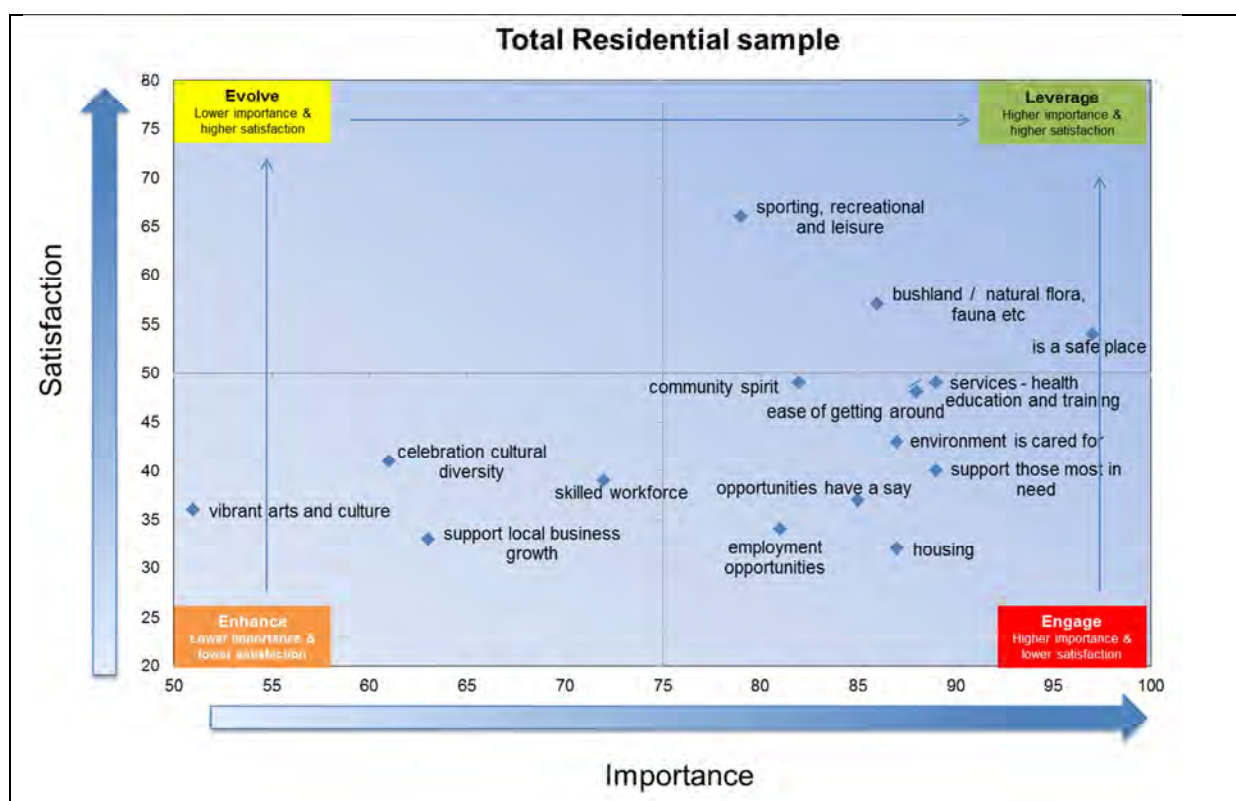 Total Residential sample
80
75
70
65
60
55
50
45
40
35
30
25
20
Satisfaction
Evolve
Lower importance &
higher satisfaction
Leverage
Higher importance &
higher satisfaction
sporting, recreational
and leisure
bushland / natural flora,
fauna etc
is a safe place
community spirit
services - health
education and training
ease of getting around
environment is cared for
celebration cultural
diversity
skilled workforce
opportunities have a say
support those most in
need
vibrant arts and culture
support local business
growth
employment
opportunities
housing
Enhance
Lower importance &
lower satisfaction
Engage
Higher importance &
lower satisfaction
50 55 60 65 70 75 80 85 90 95 100
Importance